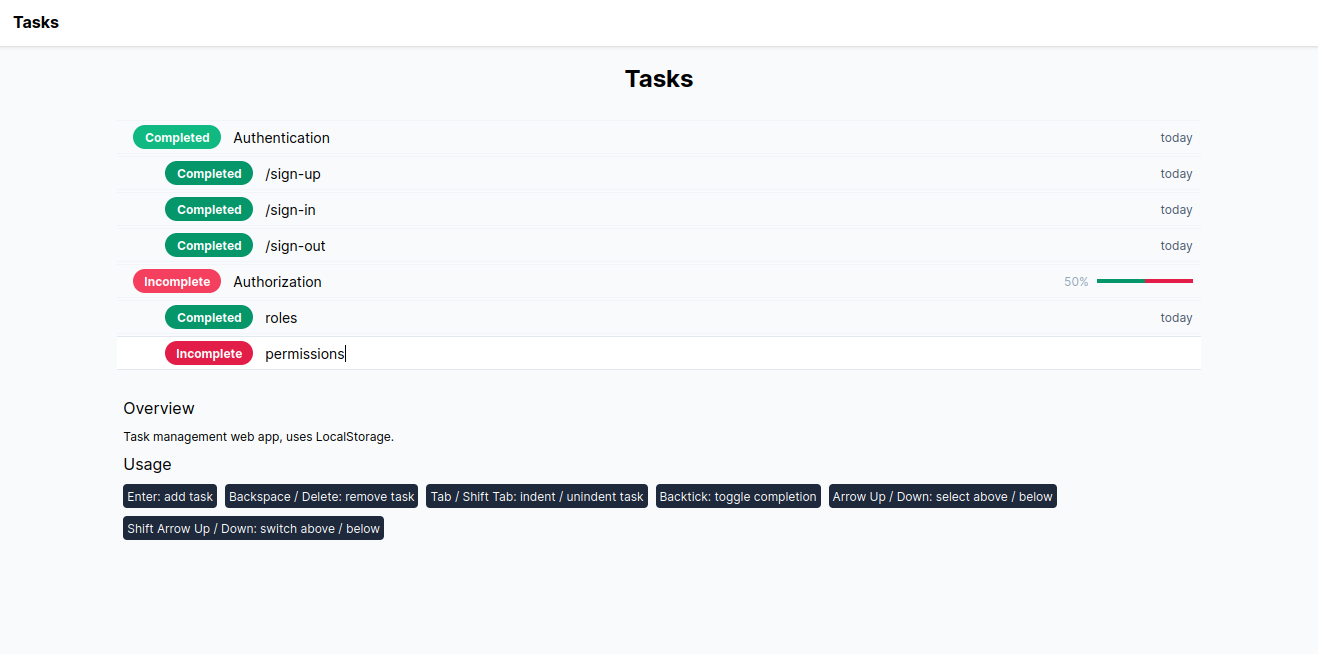 Tasks
Tasks
Completed Authentication today
Completed /sign-up today
Completed /sign-in today
Completed /sign-out today
Incomplete Authorization 50%
Completed roles today
Incomplete permissions
Overview
Task management web app, uses LocalStorage.
Usage
Enter: add task Backspace / Delete: remove task Tab / Shift Tab: indent / unindent task Backtick: toggle completion Arrow Up / Down: select above / below
Shift Arrow Up / Down: switch above / below